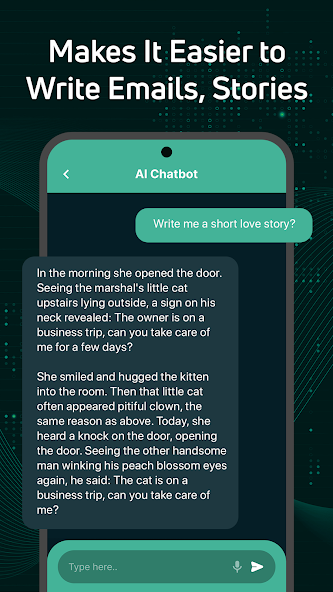 Makes It Easier to
Write Emails, Stories
AI Chatbot
Write me a short love story?
In the morning she opened the door.
Seeing the marshal's little cat
upstairs lying outside, a sign on his
neck revealed: The owner is on a
business trip, can you take care of
me for a few days?
She smiled and hugged the kitten
into the room. Then that little cat
often appeared pitiful clown, the
same reason as above. Today, she
heard a knock on the door, opening
the door. Seeing the other handsome
man winking his peach blossom eyes
again, he said: The cat is on a
business trip, can you take care of
me?
Type here..